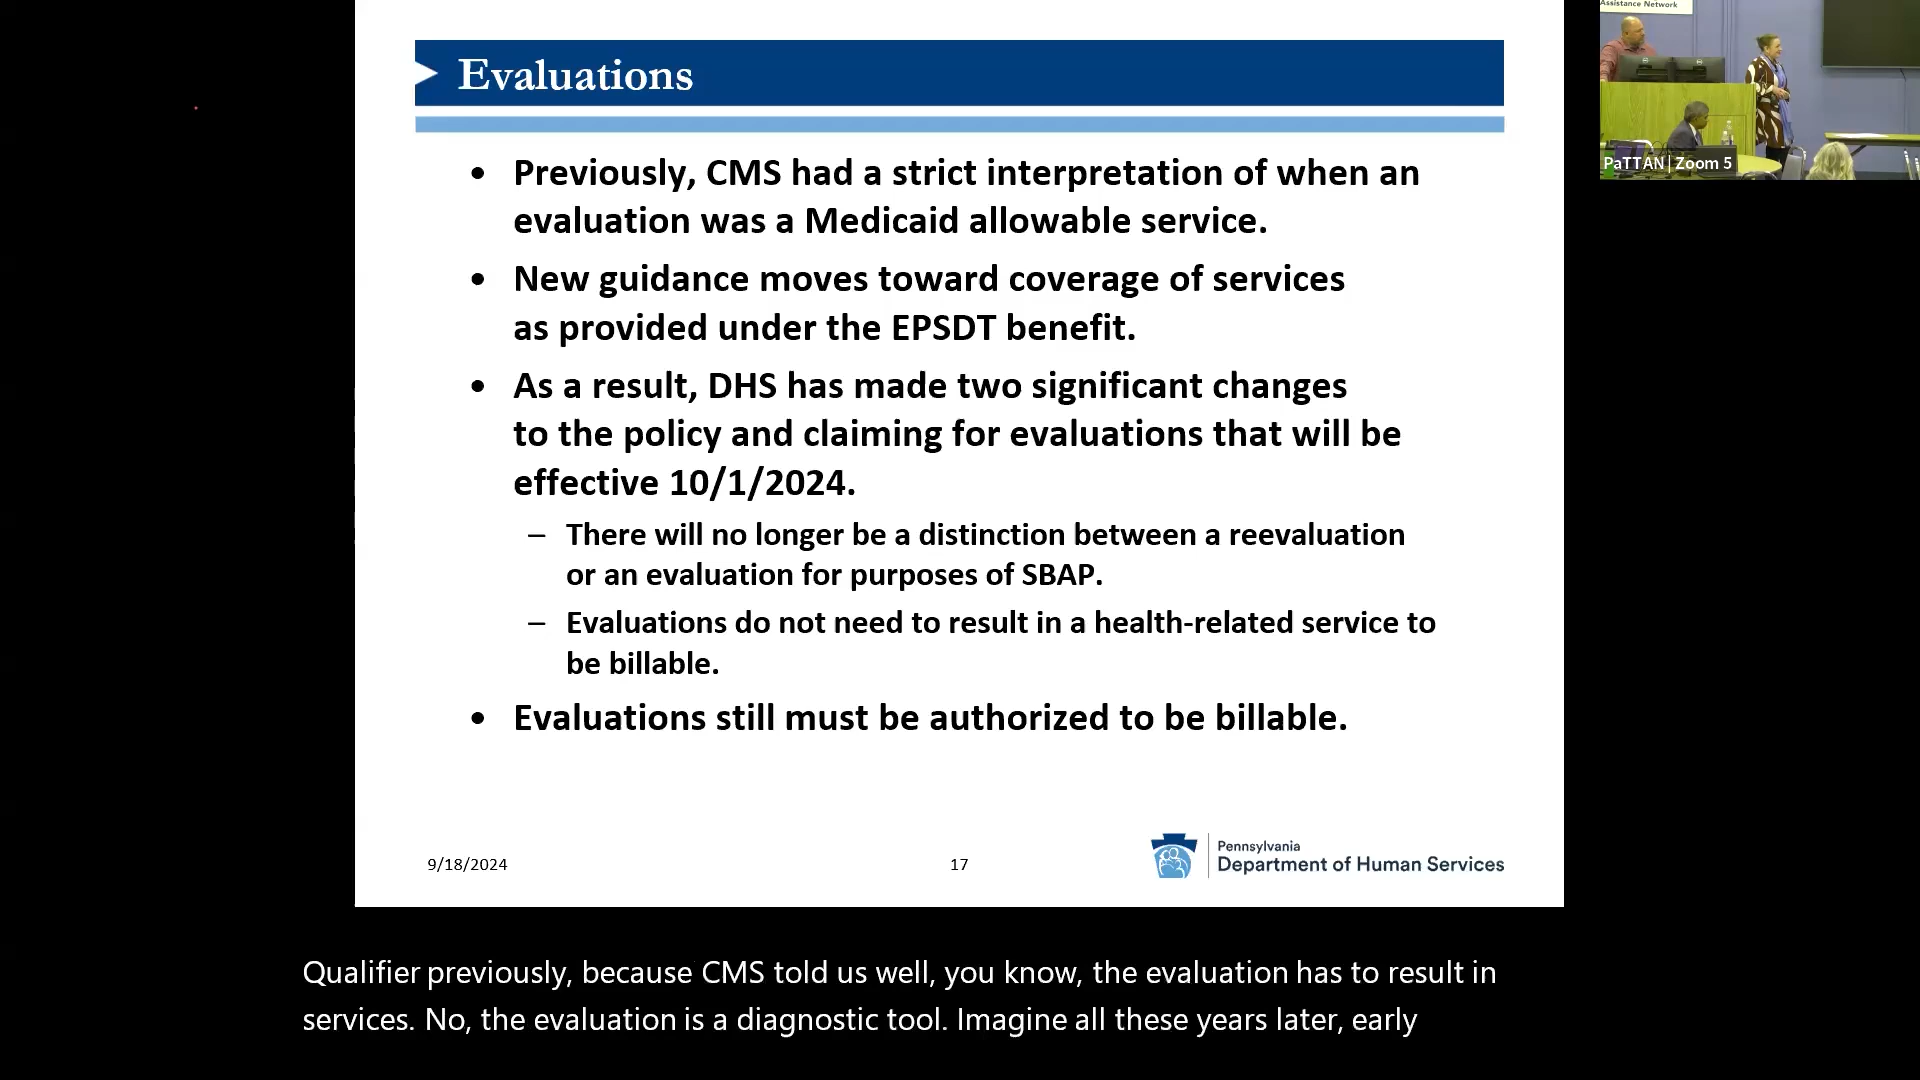 Assistance Network
Evaluations
• Previously, CMS had a strict interpretation of when an
evaluation was a Medicaid allowable service.
• New guidance moves toward coverage of services
as provided under the EPSDT benefit.
• As a result, DHS has made two significant changes
to the policy and claiming for evaluations that will be
effective 10/1/2024.
– There will no longer be a distinction between a reevaluation
or an evaluation for purposes of SBAP.
– Evaluations do not need to result in a health-related service to
be billable.
• Evaluations still must be authorized to be billable.
9/18/2024
17
Pennsylvania
Department of Human Services
PaTTAN | Zoom 5
Qualifier previously, because CMS told us well, you know, the evaluation has to result in
services. No, the evaluation is a diagnostic tool. Imagine all these years later, early